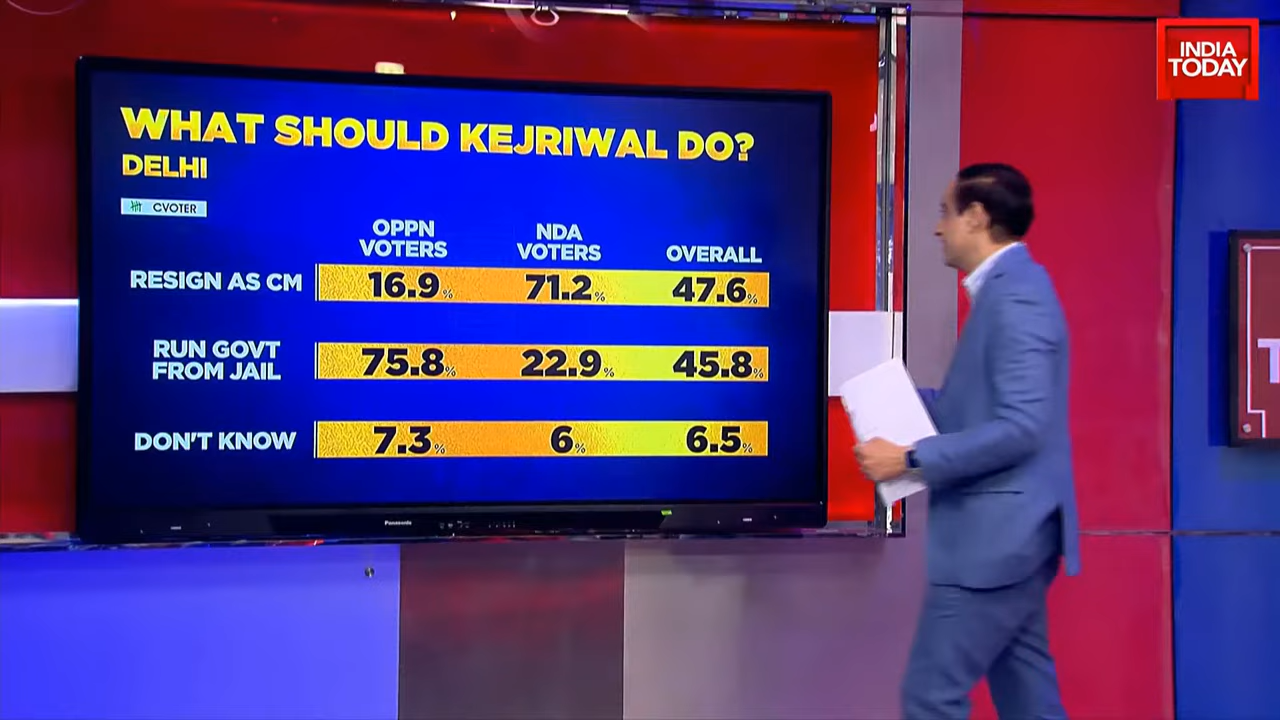 INDIA
TODAY
WHAT SHOULD KEJRIWAL DO?
DELHI
CVOTER
OPPN VOTERS NDA VOTERS OVERALL
RESIGN AS CM 16.9% 71.2% 47.6%
RUN GOVT FROM JAIL 75.8% 22.9% 45.8%
DON'T KNOW 7.3% 6% 6.5%
Panasonic
T